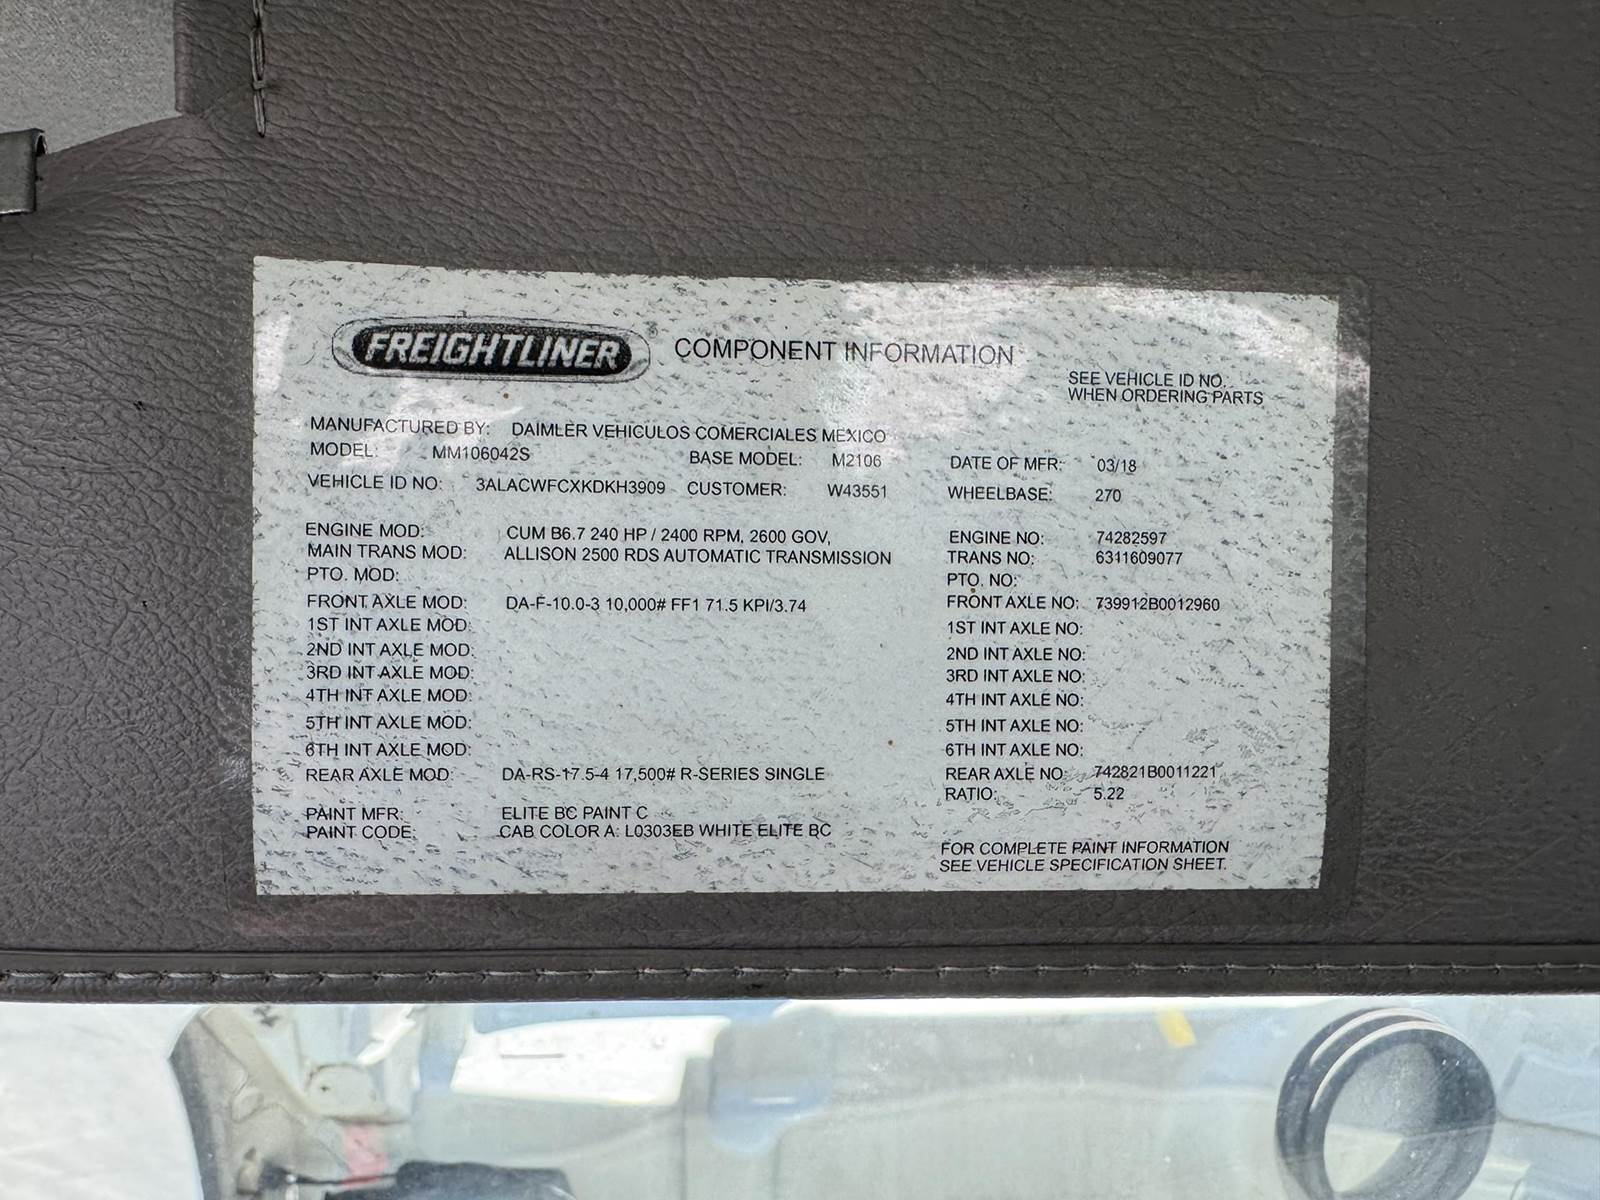 FREIGHTLINER COMPONENT INFORMATION
SEE VEHICLE ID NO.
WHEN ORDERING PARTS
MANUFACTURED BY: DAIMLER VEHICULOS COMERCIALES MEXICO
MODEL: MM106042S BASE MODEL: M2106 DATE OF MFR: 03/18
VEHICLE ID NO: 3ALACWFCXKDKH3909 CUSTOMER: W43551 WHEELBASE: 270
ENGINE MOD: CUM B6.7 240 HP / 2400 RPM, 2600 GOV, ENGINE NO: 74282597
MAIN TRANS MOD: ALLISON 2500 RDS AUTOMATIC TRANSMISSION TRANS NO: 6311609077
PTO. MOD: PTO. NO:
FRONT AXLE MOD: DA-F-10.0-3 10,000# FF1 71.5 KPI/3.74 FRONT AXLE NO: 739912B0012960
1ST INT AXLE MOD: 1ST INT AXLE NO:
2ND INT AXLE MOD: 2ND INT AXLE NO:
3RD INT AXLE MOD: 3RD INT AXLE NO:
4TH INT AXLE MOD: 4TH INT AXLE NO:
5TH INT AXLE MOD: 5TH INT AXLE NO:
6TH INT AXLE MOD: 6TH INT AXLE NO:
REAR AXLE MOD: DA-RS-17.5-4 17,500# R-SERIES SINGLE REAR AXLE NO: 742821B0011221
RATIO: 5.22
PAINT MFR: ELITE BC PAINT C
PAINT CODE: CAB COLOR A: L0303EB WHITE ELITE BC
FOR COMPLETE PAINT INFORMATION
SEE VEHICLE SPECIFICATION SHEET.